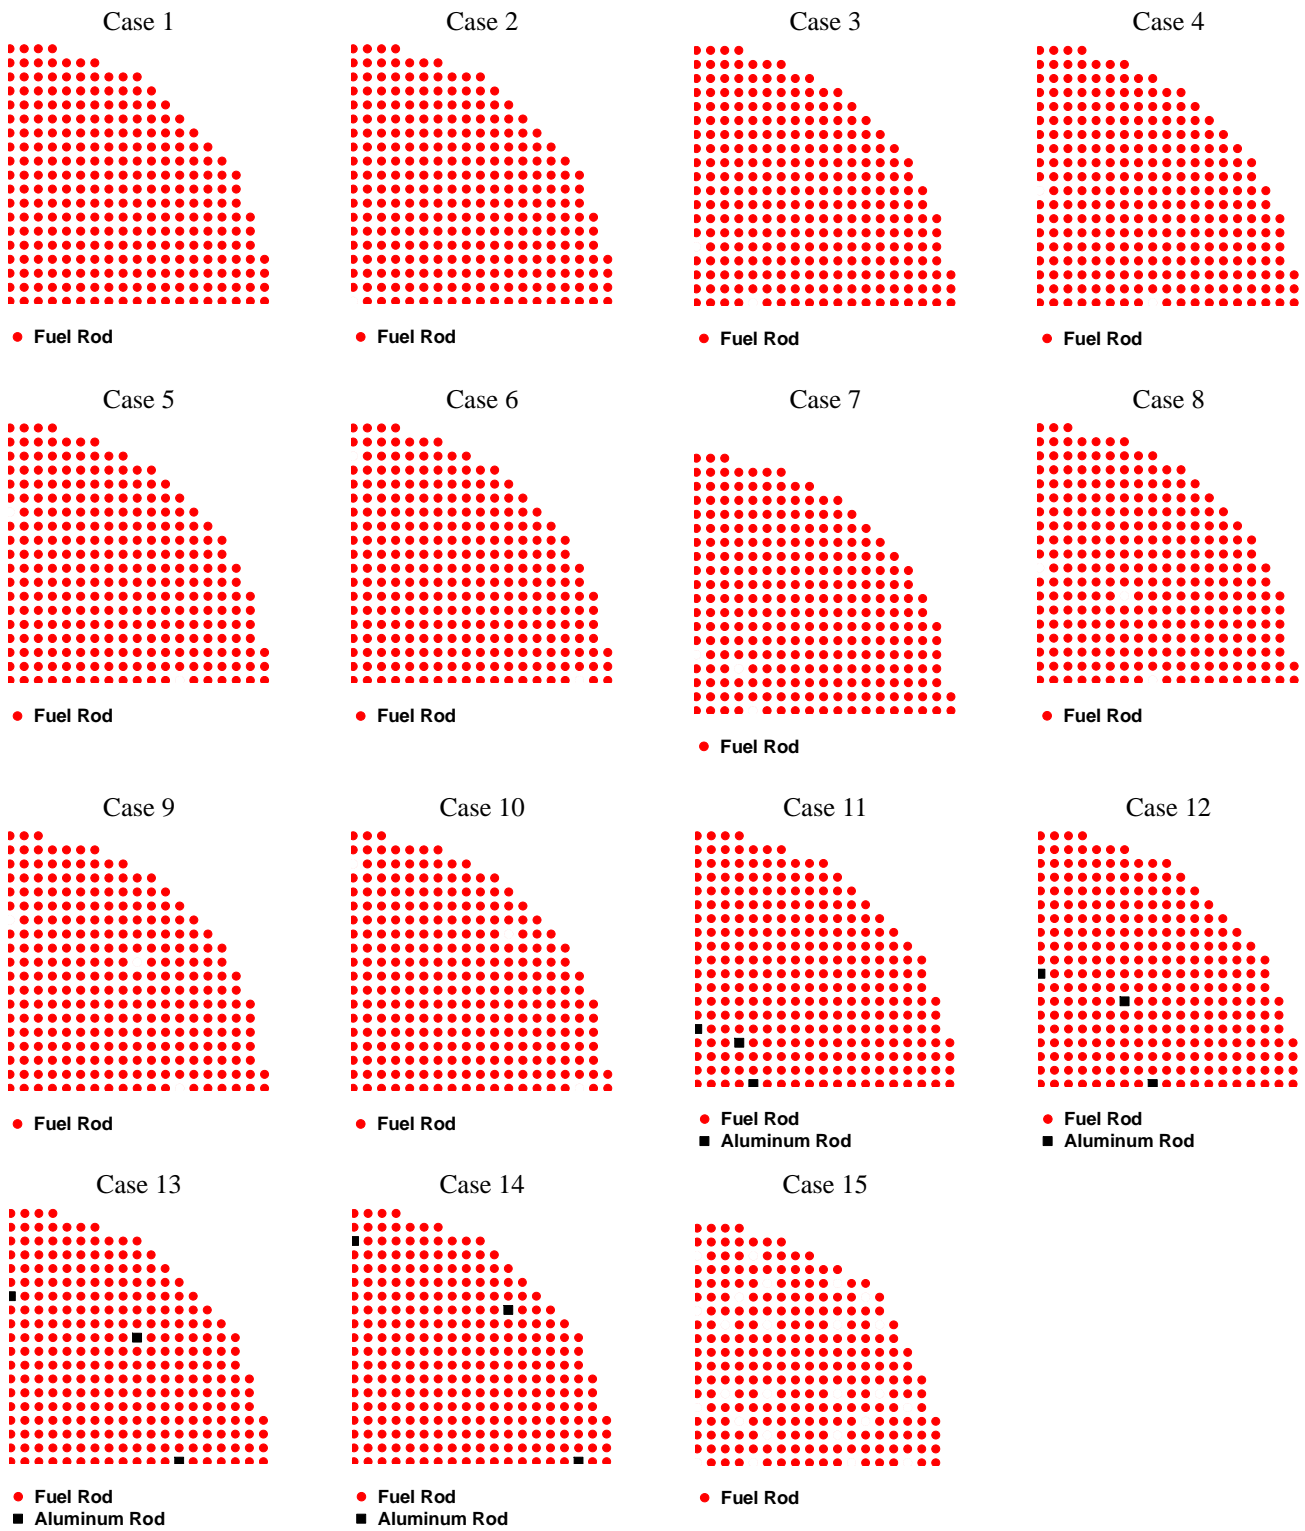 Case 1
Case 2
Case 3
Case 4
Fuel Rod
Fuel Rod
Fuel Rod
Fuel Rod
Case 5
Case 6
Case 7
Case 8
Fuel Rod
Fuel Rod
Fuel Rod
Fuel Rod
Case 9
Case 10
Case 11
Case 12
Fuel Rod
Fuel Rod
Fuel Rod
Aluminum Rod
Fuel Rod
Aluminum Rod
Case 13
Case 14
Case 15
Fuel Rod
Aluminum Rod
Fuel Rod
Aluminum Rod
Fuel Rod